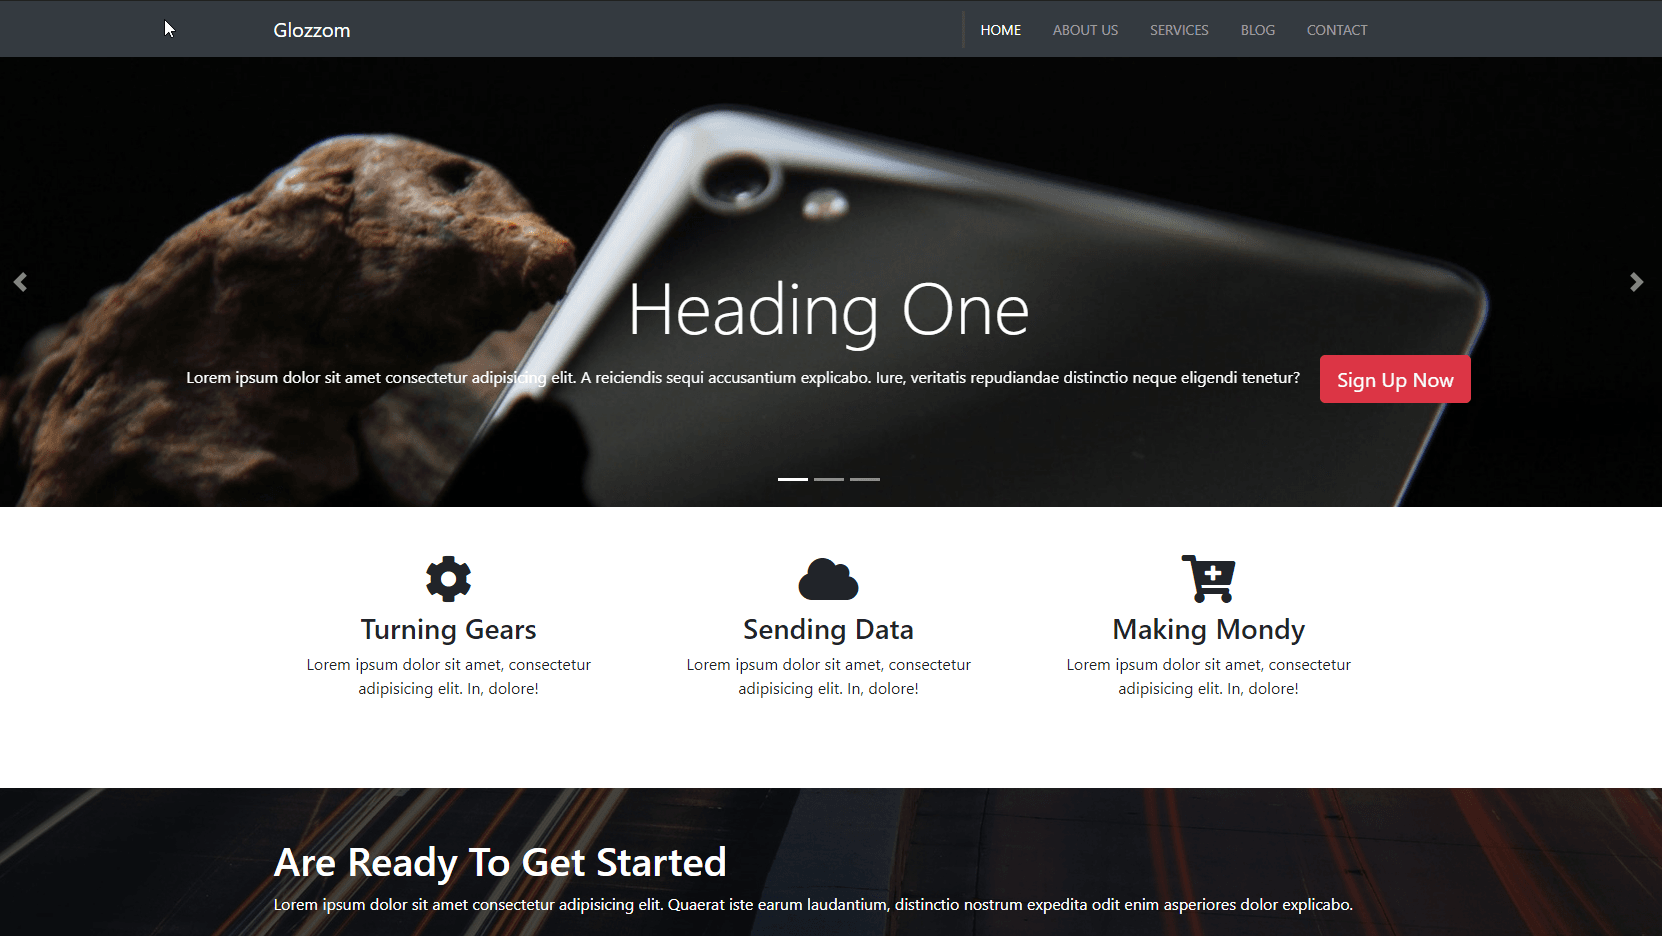 Glozzom
HOME ABOUT US SERVICES BLOG CONTACT
Heading One
Lorem ipsum dolor sit amet consectetur adipisicing elit. A reiciendis sequi accusantium explicabo. Iure, veritatis repudiandae distinctio neque eligendi tenetur?
Sign Up Now
Turning Gears
Lorem ipsum dolor sit amet, consectetur
adipisicing elit. In, dolore!
Sending Data
Lorem ipsum dolor sit amet, consectetur
adipisicing elit. In, dolore!
Making Mondy
Lorem ipsum dolor sit amet, consectetur
adipisicing elit. In, dolore!
Are Ready To Get Started
Lorem ipsum dolor sit amet consectetur adipisicing elit. Quaerat iste earum laudantium, distinctio nostrum expedita odit enim asperiores dolor explicabo.